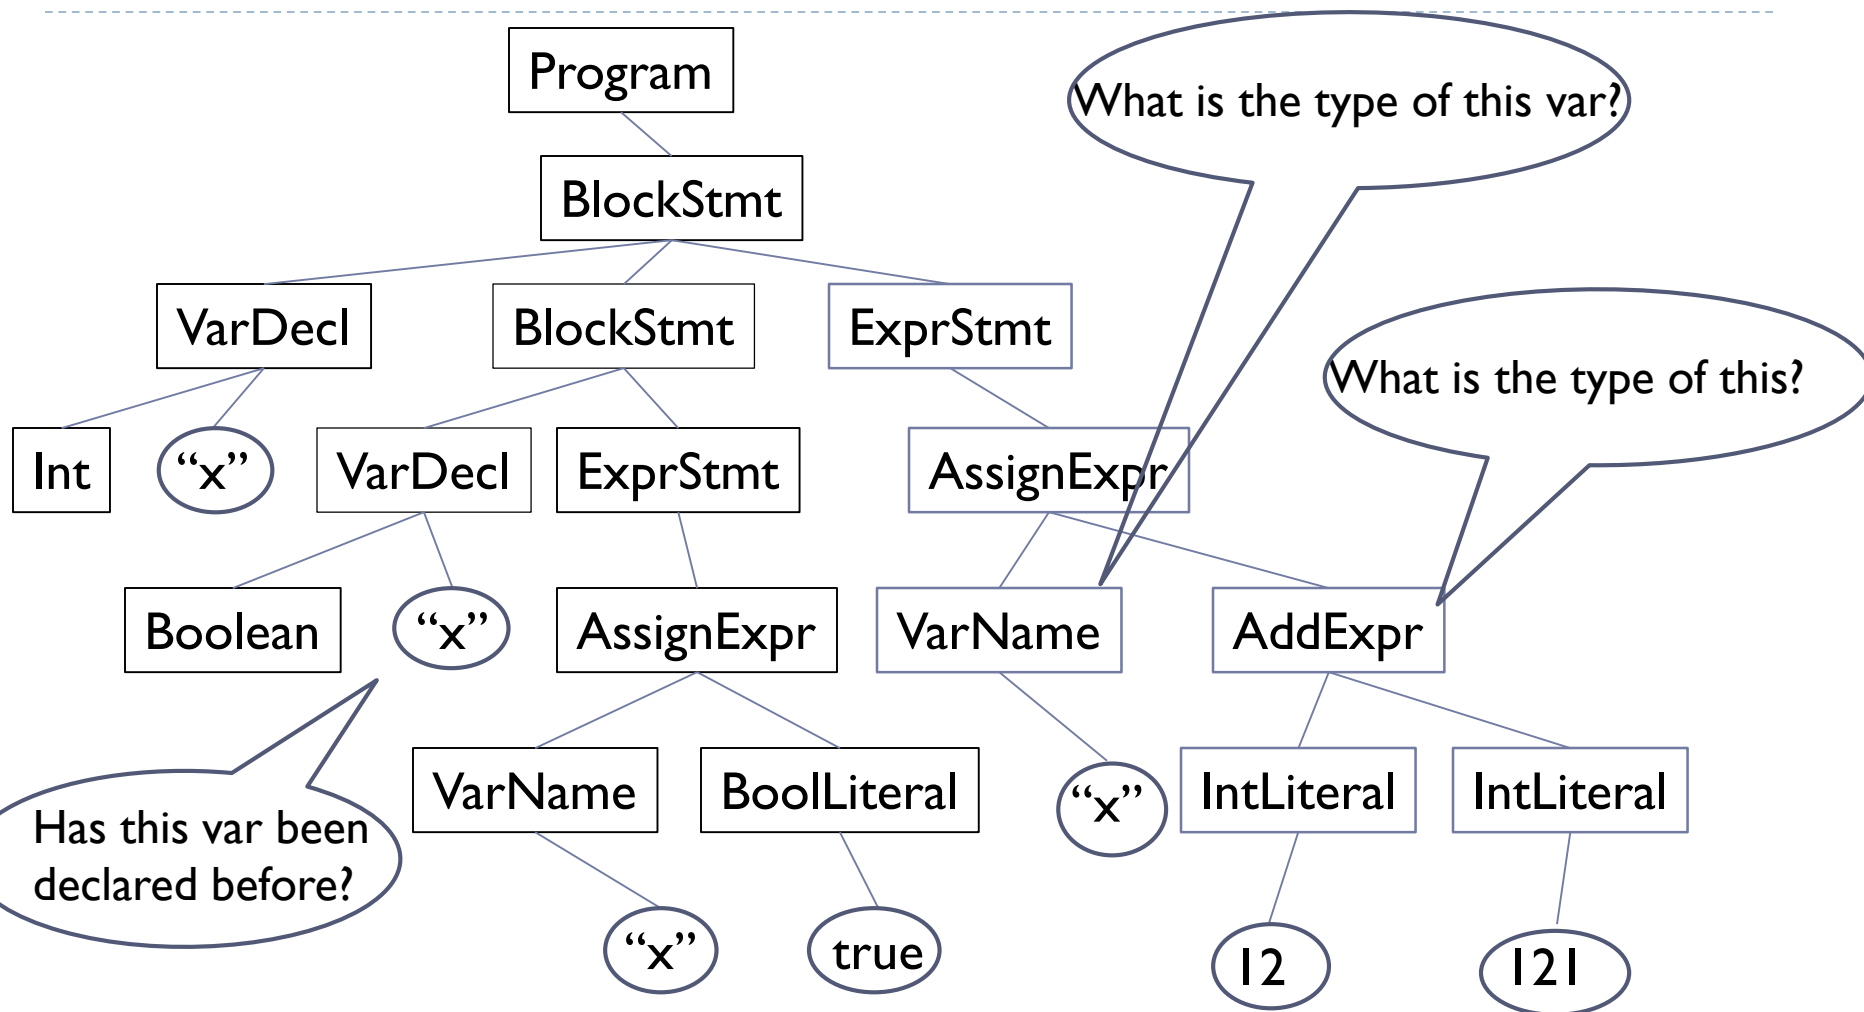 Program
What is the type of this var?
BlockStmt
VarDecl
BlockStmt
ExprStmt
What is the type of this?
Int
“x”
VarDecl
ExprStmt
AssignExpr
Boolean
“x”
AssignExpr
VarName
AddExpr
VarName
BoolLiteral
“x”
IntLiteral
IntLiteral
Has this var been
declared before?
“x”
true
12
121